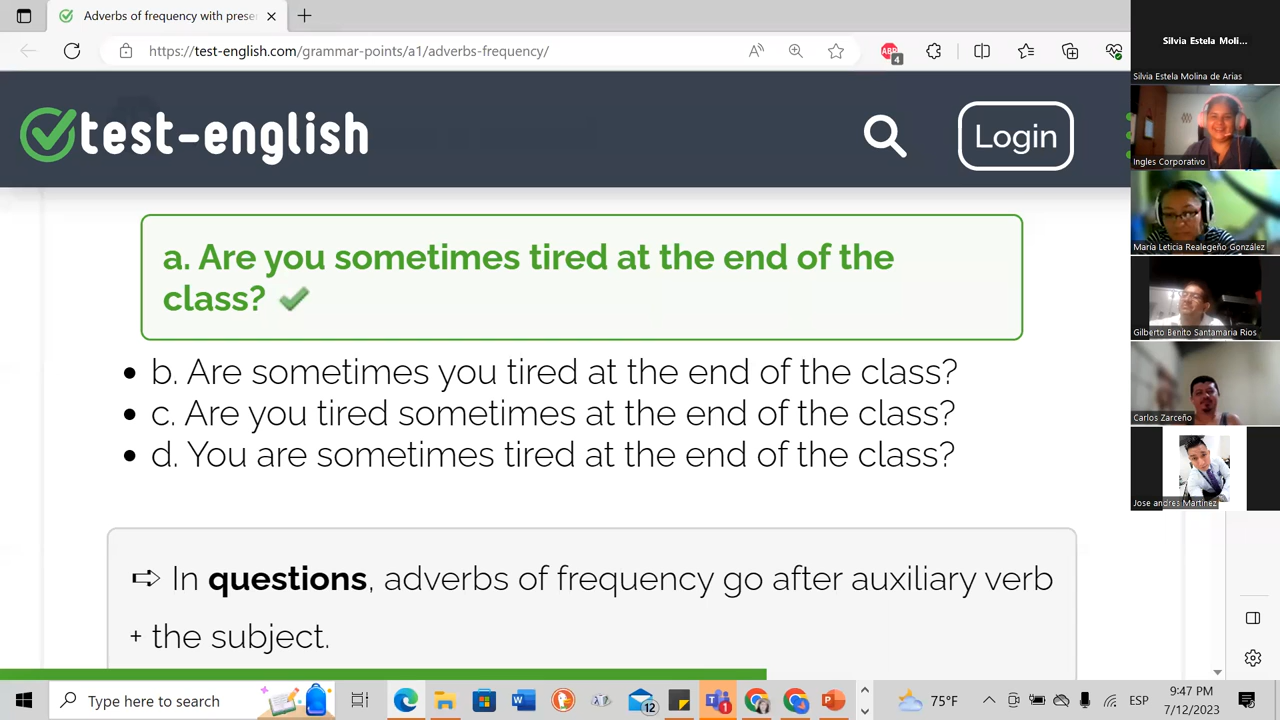 Adverbs of frequency with prese
https://test-english.com/grammar-points/a1/adverbs-frequency/
ABP
4
test-english
Login
a. Are you sometimes tired at the end of the
class?
b. Are sometimes you tired at the end of the class?
c. Are you tired sometimes at the end of the class?
d. You are sometimes tired at the end of the class?
➪ In questions, adverbs of frequency go after auxiliary verb
+ the subject.
Silvia Estela Moli...
Silvia Estela Molina de Arias
Ingles Corporativo
María Leticia Realegeño González
Gilberto Benito Santamaria Rios
Carlos Zarceño
Jose andres Martinez
Type here to search
12
1
75°F
ESP
9:47 PM
7/12/2023